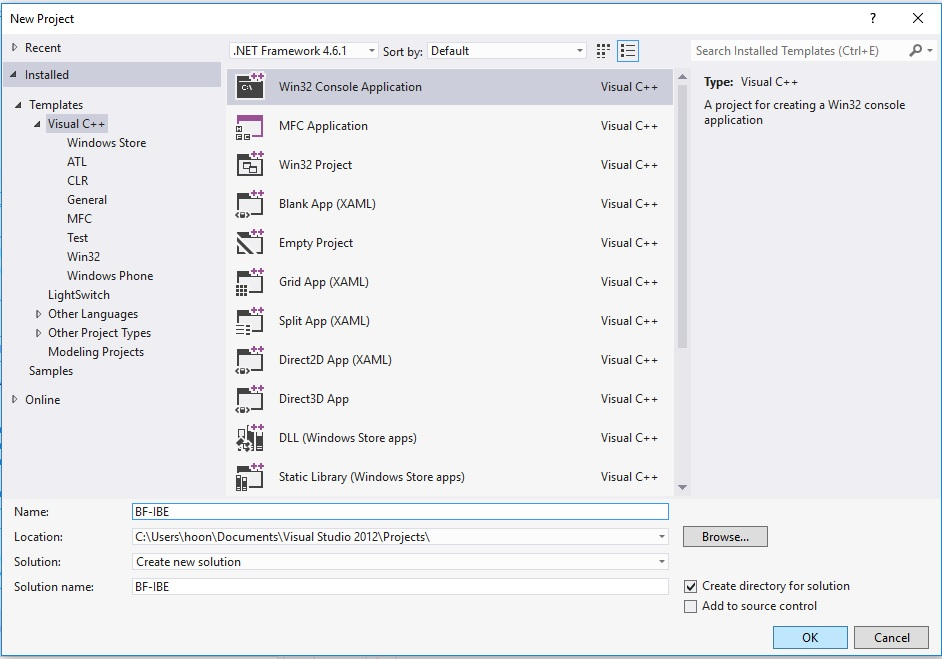 New Project
?
Recent
.NET Framework 4.6.1
Sort by:
Default
Search Installed Templates (Ctrl+E)
Installed
Templates
Visual C++
Windows Store
ATL
CLR
General
MFC
Test
Win32
Windows Phone
LightSwitch
Other Languages
Other Project Types
Modeling Projects
Samples
Online
Win32 Console Application Visual C++
MFC Application Visual C++
Win32 Project Visual C++
Blank App (XAML) Visual C++
Empty Project Visual C++
Grid App (XAML) Visual C++
Split App (XAML) Visual C++
Direct2D App (XAML) Visual C++
Direct3D App Visual C++
DLL (Windows Store apps) Visual C++
Static Library (Windows Store apps) Visual C++
Type: Visual C++
A project for creating a Win32 console
application
Name: BF-IBE
Location: C:\Users\hoon\Documents\Visual Studio 2012\Projects\
Browse...
Solution: Create new solution
Solution name: BF-IBE
Create directory for solution
Add to source control
OK
Cancel